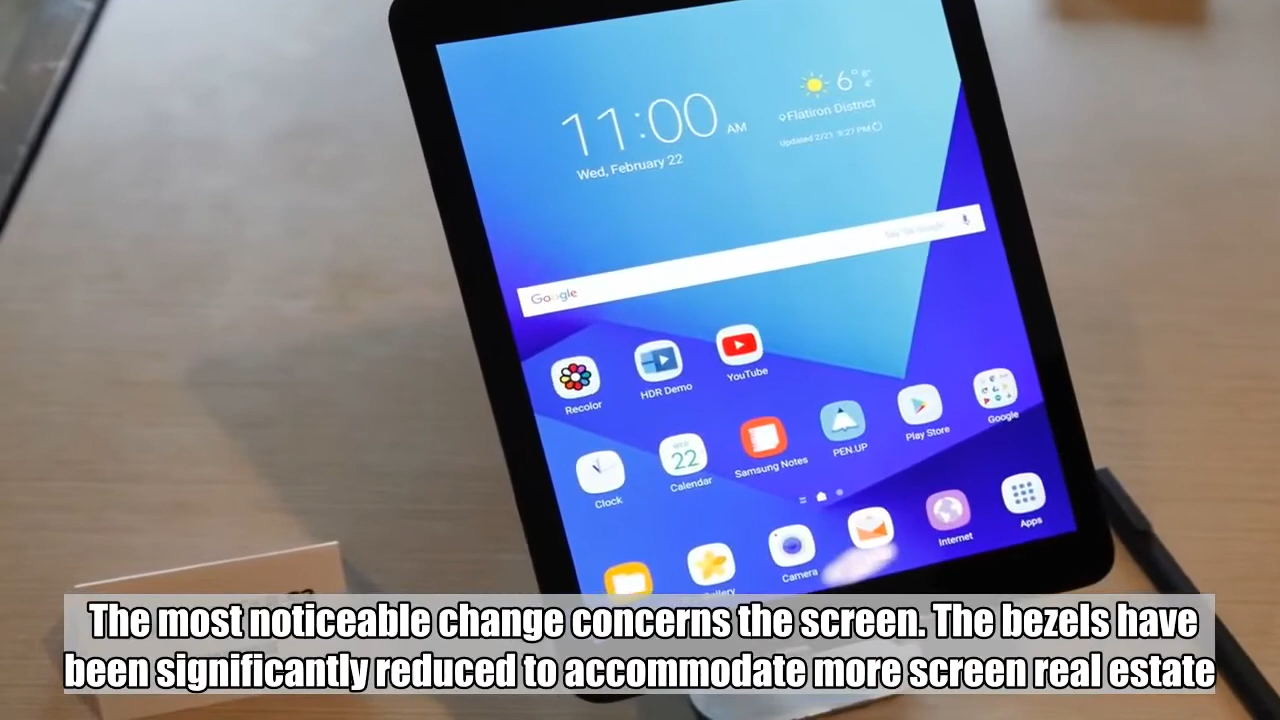 11:00 AM
Wed, February 22
6°
Flatiron District
Updated 2/21 9:27 PM
Google
Recolor
HDR Demo
YouTube
Clock
WED
22
Calendar
Samsung Notes
PEN.UP
Play Store
Google
Camera
Internet
Apps
The most noticeable change concerns the screen. The bezels have
been significantly reduced to accommodate more screen real estate